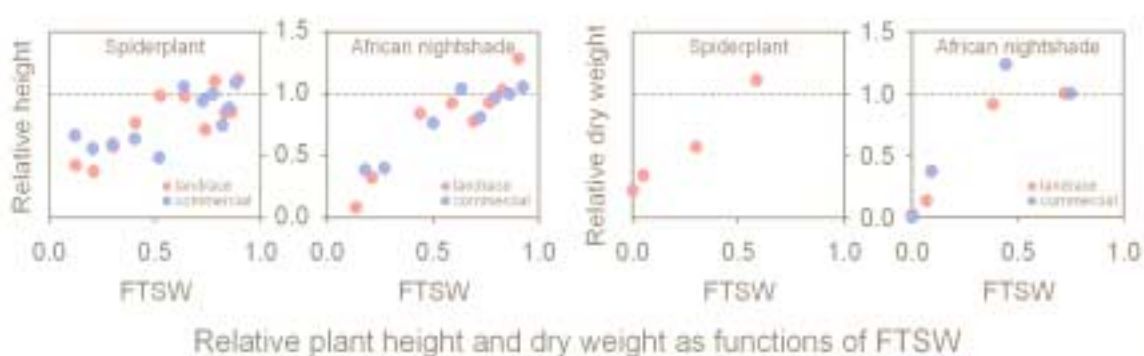 Relative height
Spiderplant
landrace
commercial
0.0 0.5 1.0
FTSW
1.5
1.0
0.5
0.0
African nightshade
landrace
commercial
0.0 0.5 1.0
FTSW
Relative dry weight
Spiderplant
0.0 0.5 1.0
FTSW
1.5
1.0
0.5
0.0
African nightshade
landrace
commercial
0.0 0.5 1.0
FTSW
Relative plant height and dry weight as functions of FTSW